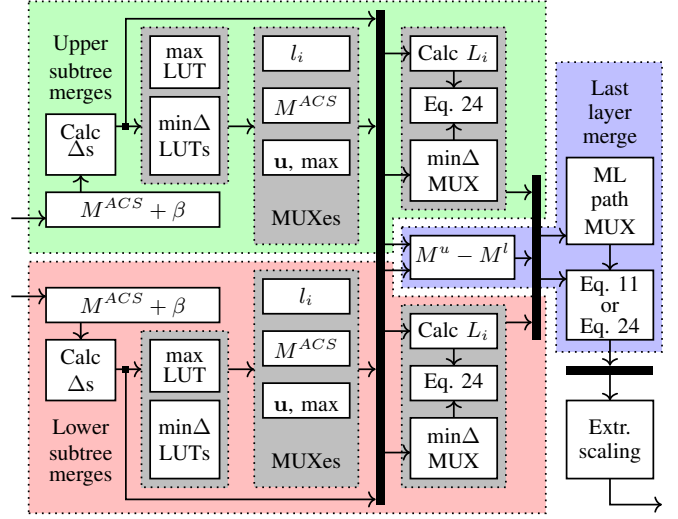 Upper
subtree
merges
Calc
Δs
M^{ACS} + β
max
LUT
minΔ
LUTs
l_i
M^{ACS}
u, max
MUXes
Calc L_i
Eq. 24
minΔ
MUX
M^u − M^l
Last
layer
merge
ML
path
MUX
Eq. 11
or
Eq. 24
Extr.
scaling
M^{ACS} + β
Calc
Δs
Lower
subtree
merges
max
LUT
minΔ
LUTs
l_i
M^{ACS}
u, max
MUXes
Calc L_i
Eq. 24
minΔ
MUX